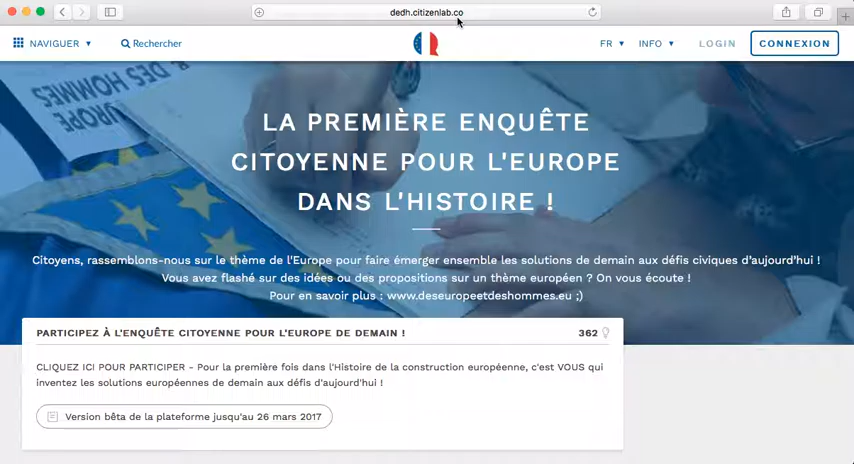 dedh.citizenlab.co
NAVIGUER
Rechercher
FR
INFO
LOGIN
CONNEXION
& DES HOMMES
EUROPE
LA PREMIÈRE ENQUÊTE
CITOYENNE POUR L'EUROPE
DANS L'HISTOIRE !
Citoyens, rassemblons-nous sur le thème de l'Europe pour faire émerger ensemble les solutions de demain aux défis civiques d'aujourd'hui !
Vous avez flashé sur des idées ou des propositions sur un thème européen ? On vous écoute !
Pour en savoir plus : www.deseuropeetdeshommes.eu ;)
PARTICIPEZ À L'ENQUÊTE CITOYENNE POUR L'EUROPE DE DEMAIN !
362
CLIQUEZ ICI POUR PARTICIPER - Pour la première fois dans l'Histoire de la construction européenne, c'est VOUS qui
inventez les solutions européennes de demain aux défis d'aujourd'hui !
Version bêta de la plateforme jusqu'au 26 mars 2017